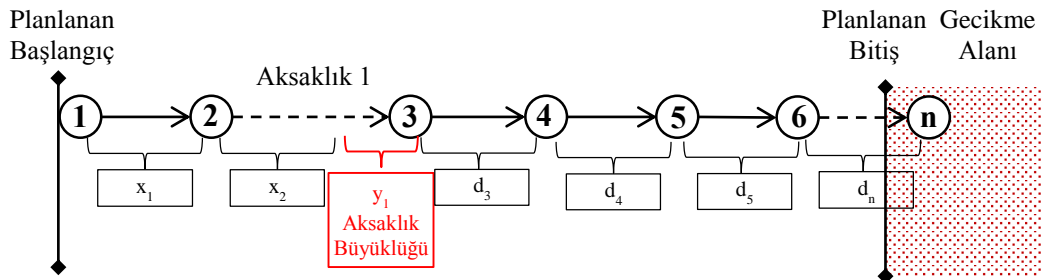 Planlanan
Başlangıç
Planlanan
Bitiş
Gecikme
Alanı
Aksaklık 1
1
2
3
4
5
6
n
x₁
x₂
y₁
Aksaklık
Büyüklüğü
d₃
d₄
d₅
dₙ